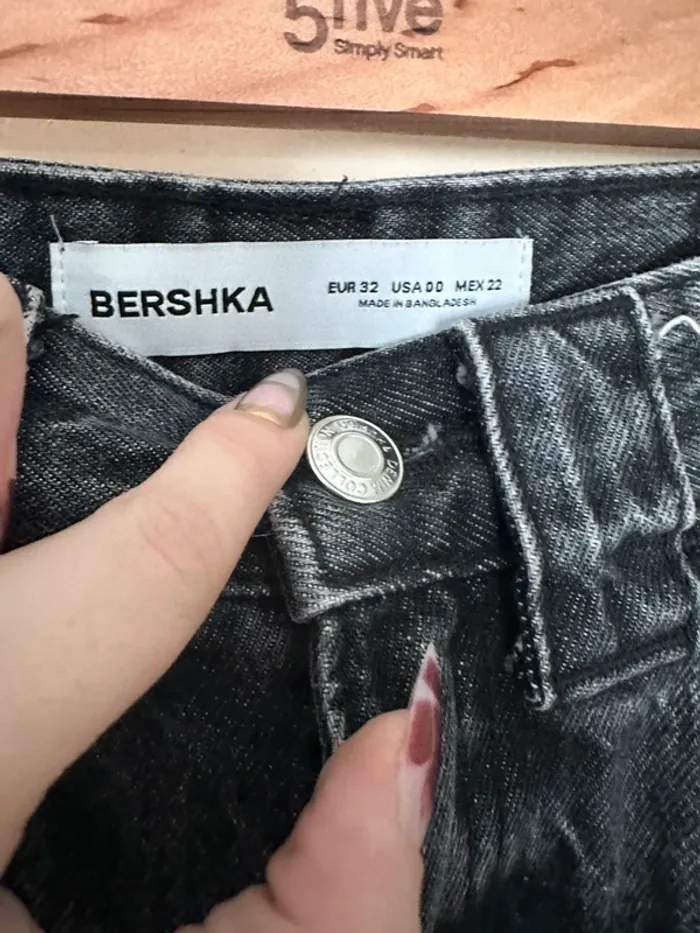 5five
Simply Smart
BERSHKA
EUR 32 USA 00 MEX 22
MADE IN BANGLADESH